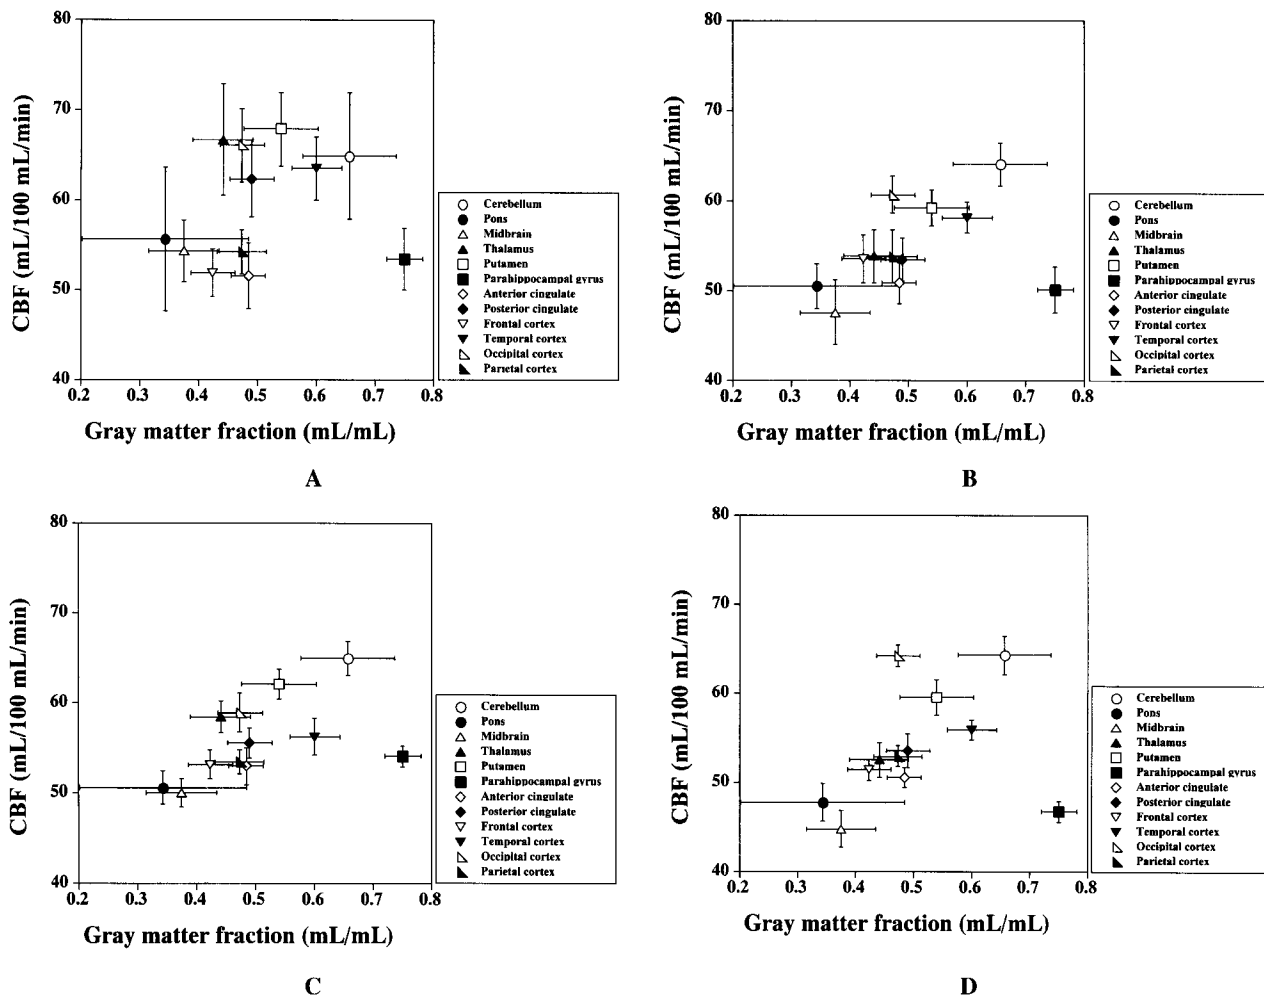 80
70
60
50
40
CBF (mL/100 mL/min)
0.2 0.3 0.4 0.5 0.6 0.7 0.8
Gray matter fraction (mL/mL)
Cerebellum
Pons
Midbrain
Thalamus
Putamen
Parahippocampal gyrus
Anterior cingulate
Posterior cingulate
Frontal cortex
Temporal cortex
Occipital cortex
Parietal cortex
A
80
70
60
50
40
CBF (mL/100 mL/min)
0.2 0.3 0.4 0.5 0.6 0.7 0.8
Gray matter fraction (mL/mL)
Cerebellum
Pons
Midbrain
Thalamus
Putamen
Parahippocampal gyrus
Anterior cingulate
Posterior cingulate
Frontal cortex
Temporal cortex
Occipital cortex
Parietal cortex
B
80
70
60
50
40
CBF (mL/100 mL/min)
0.2 0.3 0.4 0.5 0.6 0.7 0.8
Gray matter fraction (mL/mL)
Cerebellum
Pons
Midbrain
Thalamus
Putamen
Parahippocampal gyrus
Anterior cingulate
Posterior cingulate
Frontal cortex
Temporal cortex
Occipital cortex
Parietal cortex
C
80
70
60
50
40
CBF (mL/100 mL/min)
0.2 0.3 0.4 0.5 0.6 0.7 0.8
Gray matter fraction (mL/mL)
Cerebellum
Pons
Midbrain
Thalamus
Putamen
Parahippocampal gyrus
Anterior cingulate
Posterior cingulate
Frontal cortex
Temporal cortex
Occipital cortex
Parietal cortex
D